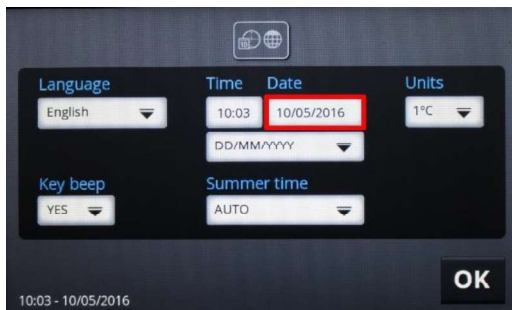 10
Language
Time Date
Units
English
10:03 10/05/2016
1°C
DD/MM/YYYY
Key beep
Summer time
YES
AUTO
OK
10:03 - 10/05/2016